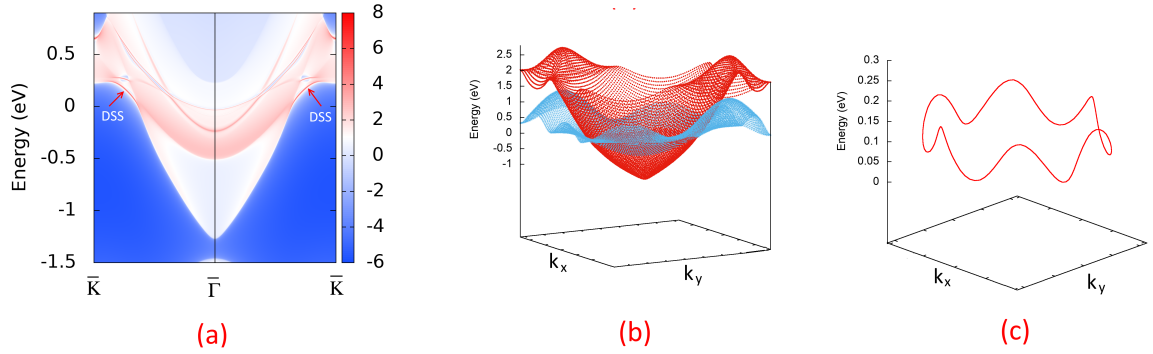 Energy (eV)
0.5
0
-0.5
-1
-1.5
K̅
Γ̅
K̅
DSS
DSS
8
6
4
2
0
-2
-4
-6
(a)
Energy (eV)
2.5
2
1.5
1
0.5
0
-0.5
-1
kx
ky
(b)
Energy (eV)
0.3
0.25
0.2
0.15
0.1
0.05
0
kx
ky
(c)